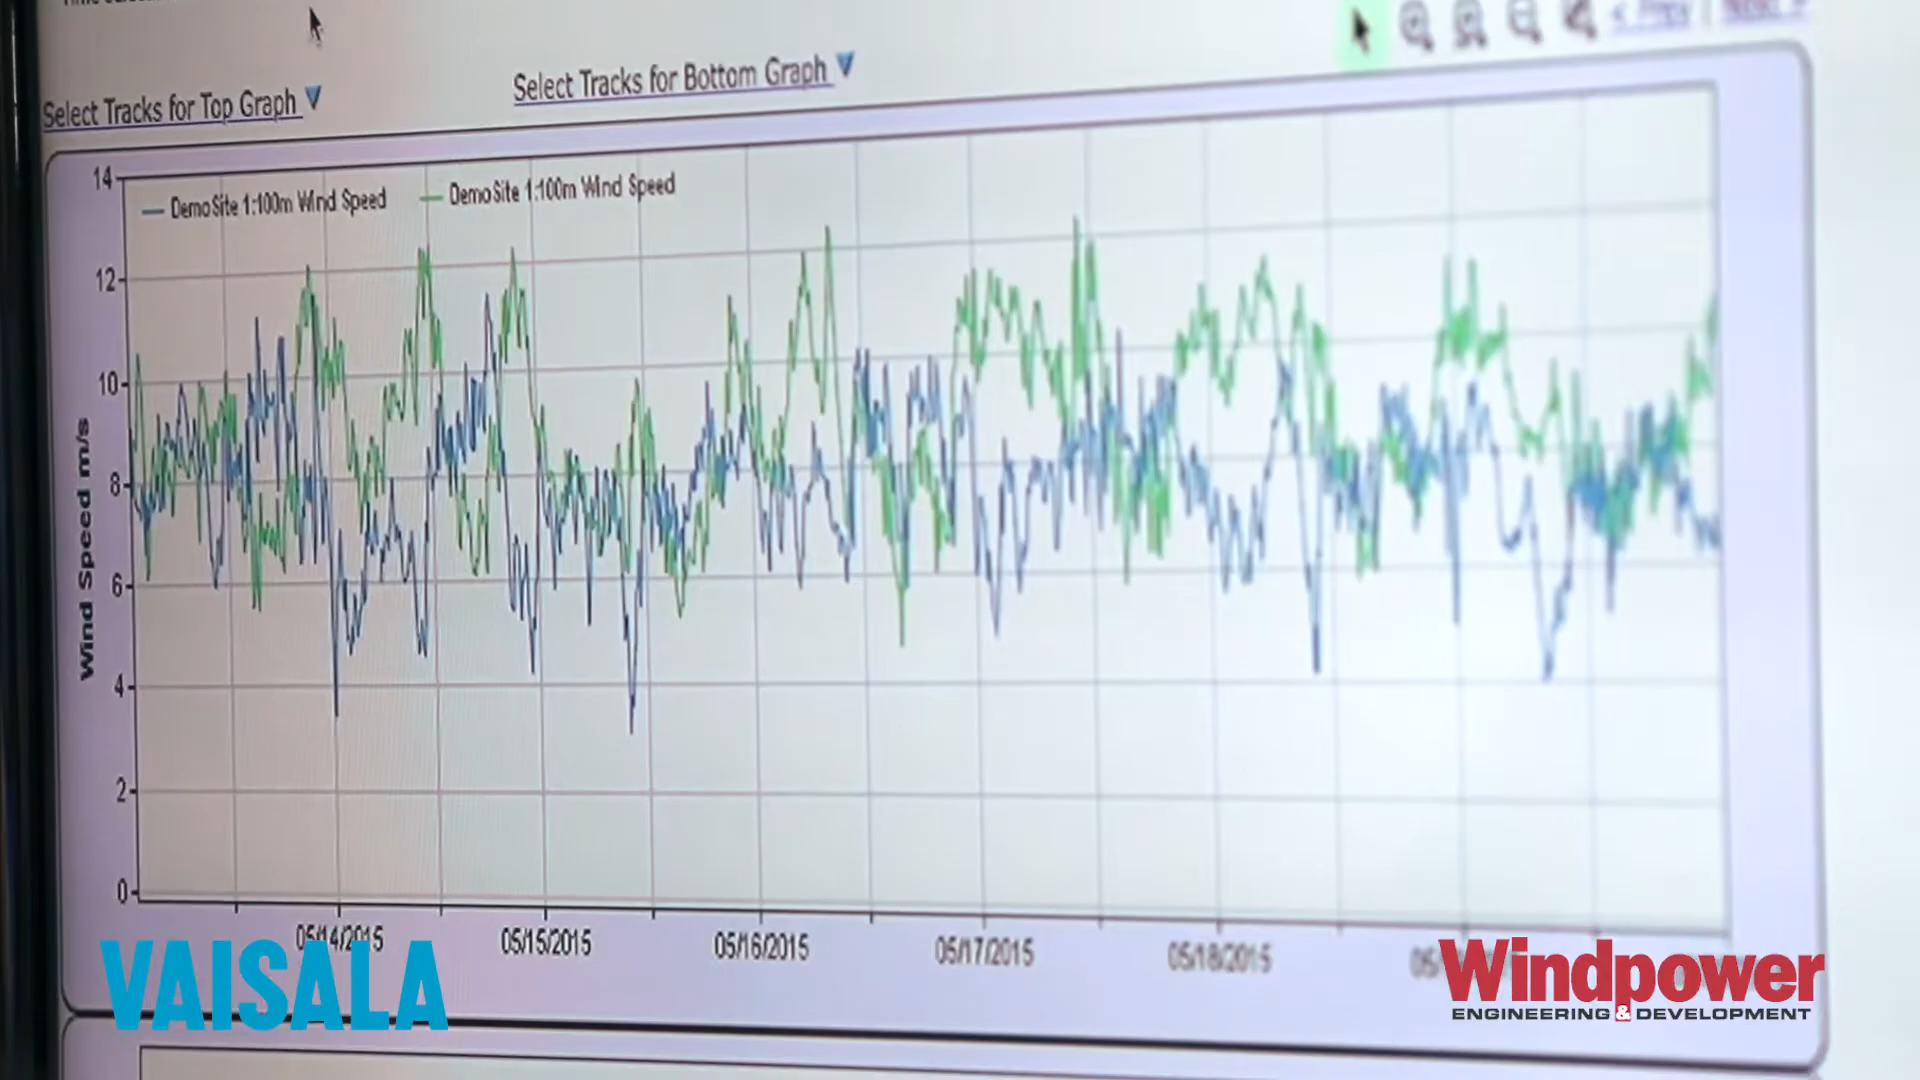 < Prev | Next >
Select Tracks for Top Graph
Select Tracks for Bottom Graph
14
DemoSite 1:100m Wind Speed
DemoSite 1:100m Wind Speed
12
10
8
6
4
2
0
Wind Speed m/s
05/14/2015
05/15/2015
05/16/2015
05/17/2015
05/18/2015
VAISALA
Windpower
ENGINEERING & DEVELOPMENT